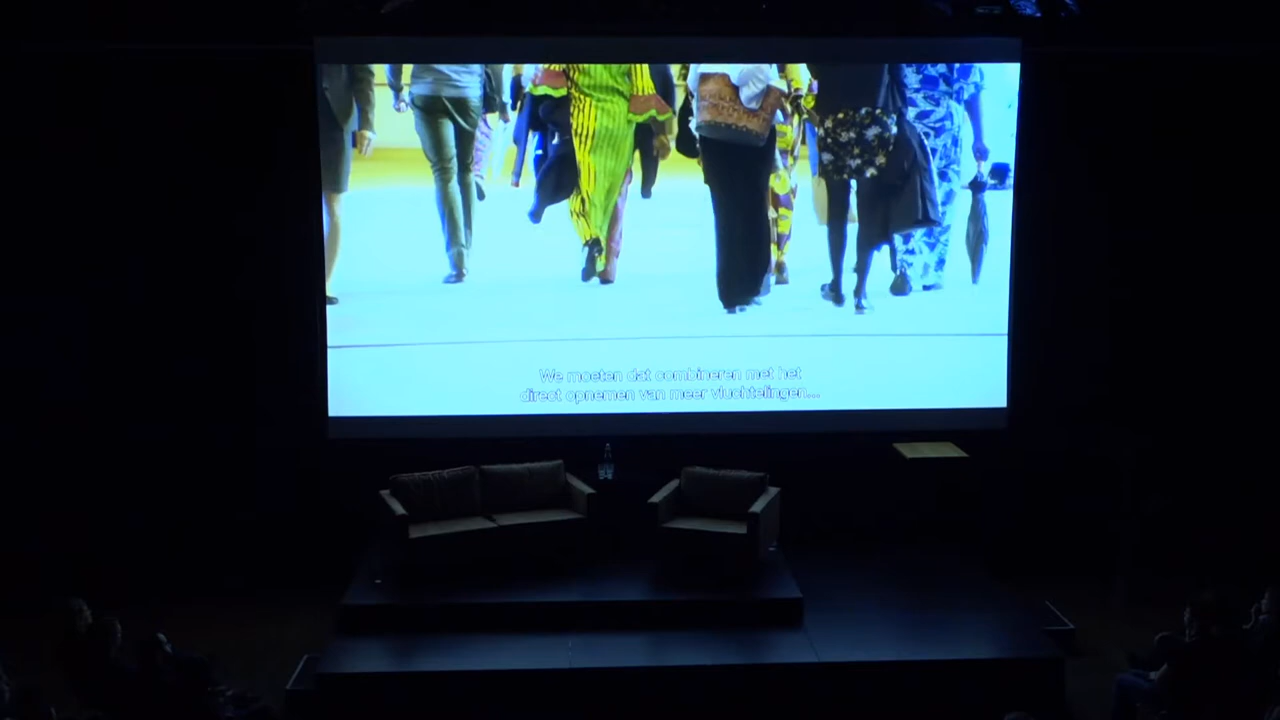 We moeten dat combineren met het
direct opnemen van meer vluchtelingen...